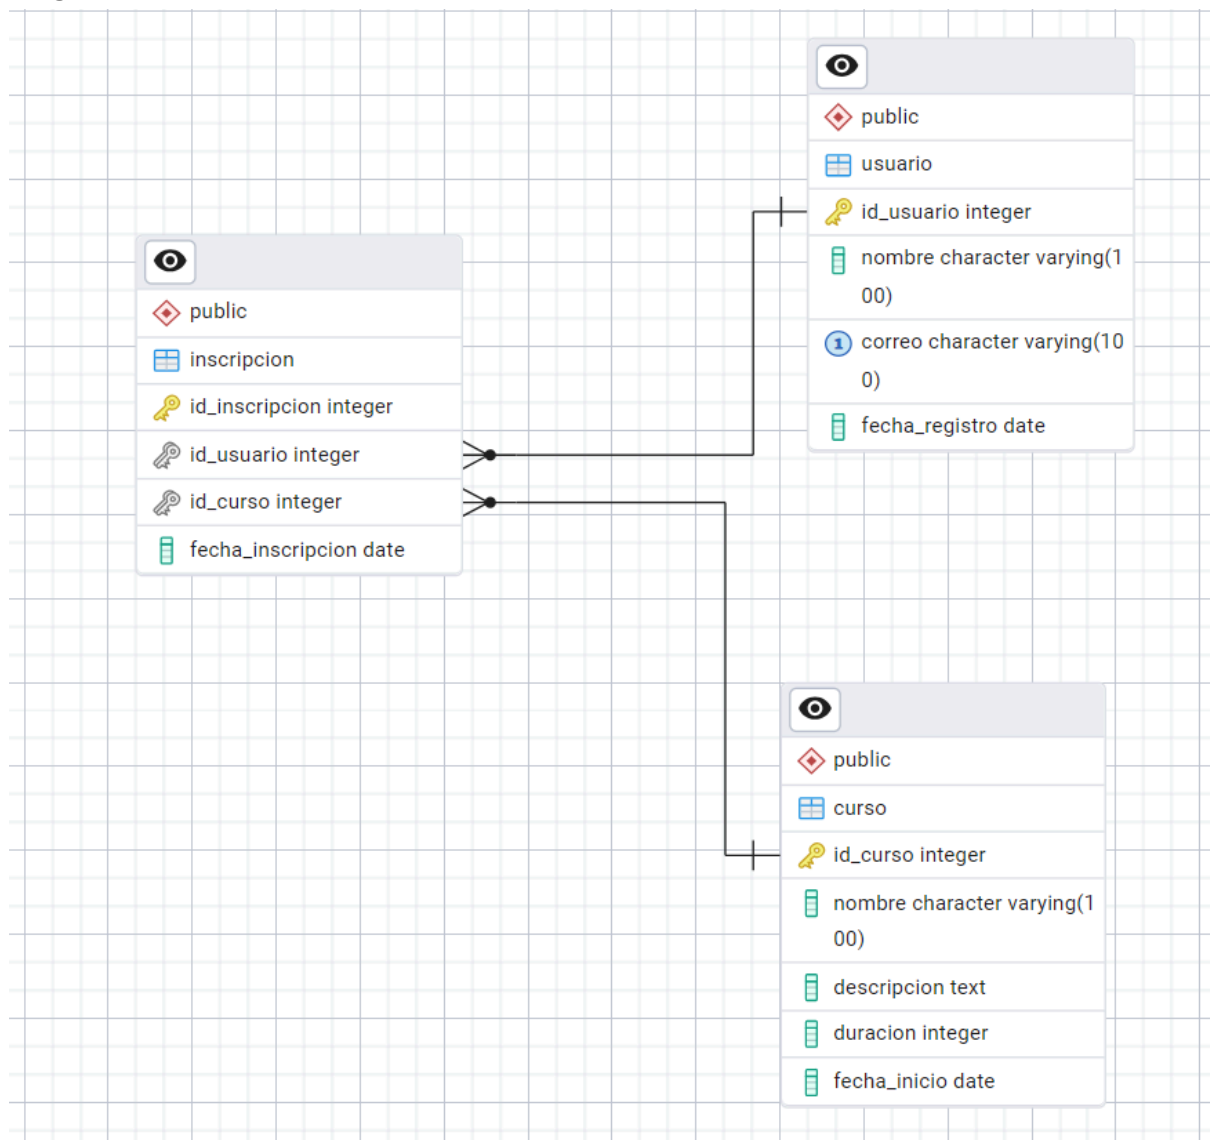 public
usuario
id_usuario integer
nombre character varying(1
00)
1 correo character varying(10
0)
fecha_registro date
public
inscripcion
id_inscripcion integer
id_usuario integer
id_curso integer
fecha_inscripcion date
public
curso
id_curso integer
nombre character varying(1
00)
descripcion text
duracion integer
fecha_inicio date